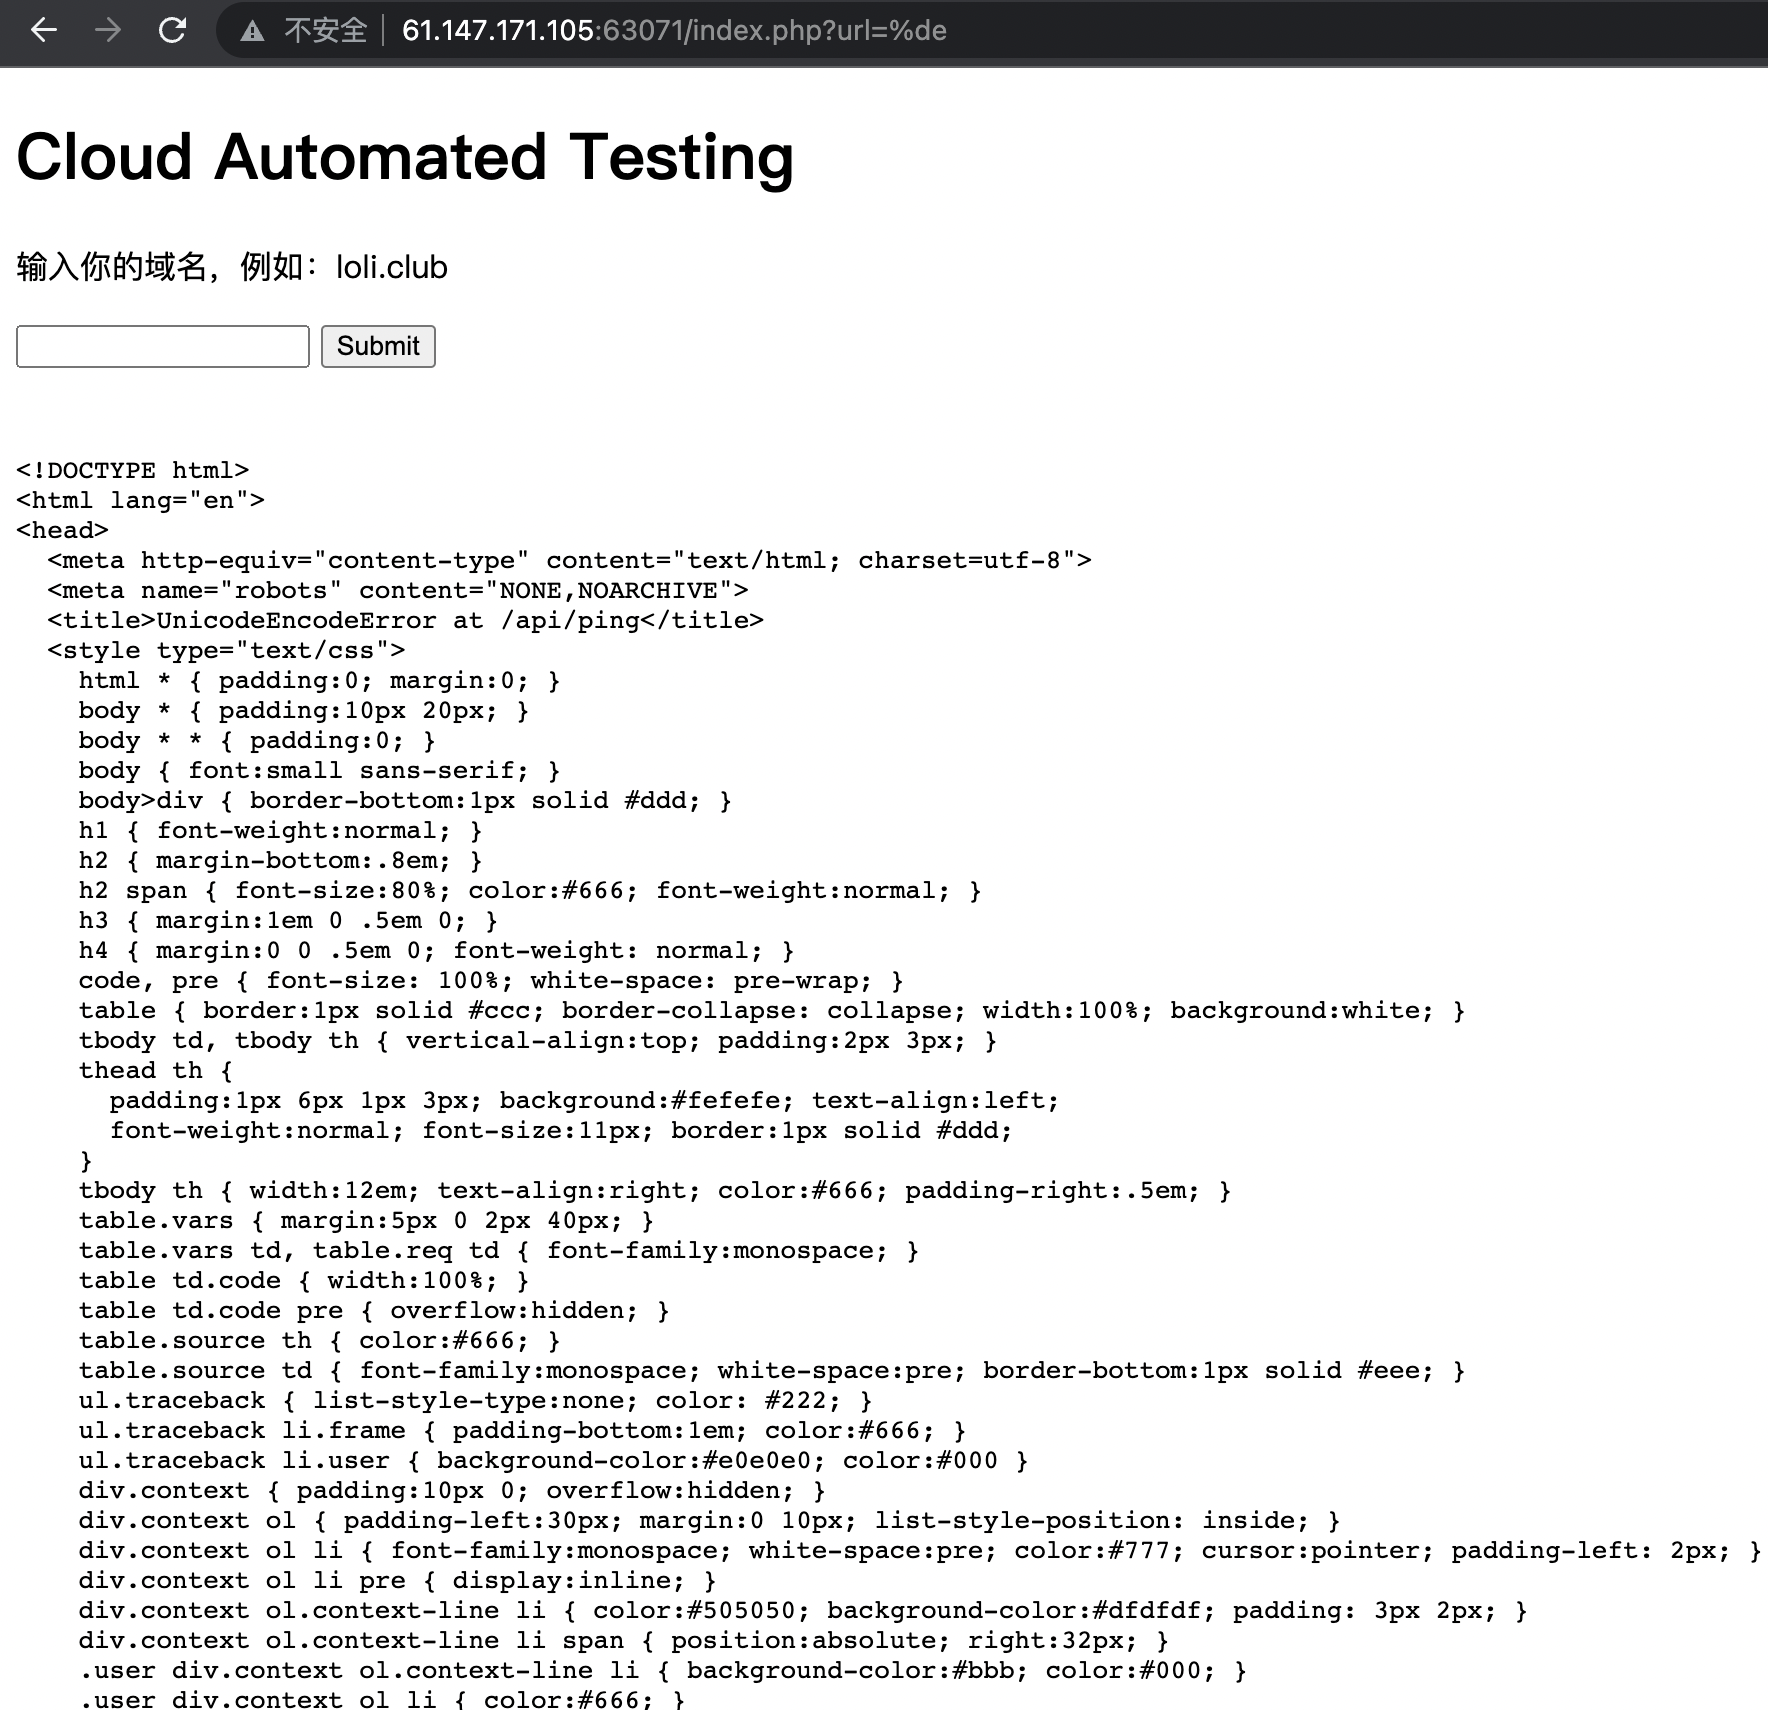 不安全 61.147.171.105:63071/index.php?url=%de
Cloud Automated Testing
输入你的域名，例如：loli.club
Submit
<!DOCTYPE html>
<html lang="en">
<head>
  <meta http-equiv="content-type" content="text/html; charset=utf-8">
  <meta name="robots" content="NONE,NOARCHIVE">
  <title>UnicodeEncodeError at /api/ping</title>
  <style type="text/css">
    html * { padding:0; margin:0; }
    body * { padding:10px 20px; }
    body * * { padding:0; }
    body { font:small sans-serif; }
    body>div { border-bottom:1px solid #ddd; }
    h1 { font-weight:normal; }
    h2 { margin-bottom:.8em; }
    h2 span { font-size:80%; color:#666; font-weight:normal; }
    h3 { margin:1em 0 .5em 0; }
    h4 { margin:0 0 .5em 0; font-weight: normal; }
    code, pre { font-size: 100%; white-space: pre-wrap; }
    table { border:1px solid #ccc; border-collapse: collapse; width:100%; background:white; }
    tbody td, tbody th { vertical-align:top; padding:2px 3px; }
    thead th {
      padding:1px 6px 1px 3px; background:#fefefe; text-align:left;
      font-weight:normal; font-size:11px; border:1px solid #ddd;
    }
    tbody th { width:12em; text-align:right; color:#666; padding-right:.5em; }
    table.vars { margin:5px 0 2px 40px; }
    table.vars td, table.req td { font-family:monospace; }
    table td.code { width:100%; }
    table td.code pre { overflow:hidden; }
    table.source th { color:#666; }
    table.source td { font-family:monospace; white-space:pre; border-bottom:1px solid #eee; }
    ul.traceback { list-style-type:none; color: #222; }
    ul.traceback li.frame { padding-bottom:1em; color:#666; }
    ul.traceback li.user { background-color:#e0e0e0; color:#000 }
    div.context { padding:10px 0; overflow:hidden; }
    div.context ol { padding-left:30px; margin:0 10px; list-style-position: inside; }
    div.context ol li { font-family:monospace; white-space:pre; color:#777; cursor:pointer; padding-left: 2px; }
    div.context ol li pre { display:inline; }
    div.context ol.context-line li { color:#505050; background-color:#dfdfdf; padding: 3px 2px; }
    div.context ol.context-line li span { position:absolute; right:32px; }
    .user div.context ol.context-line li { background-color:#bbb; color:#000; }
    .user div.context ol li { color:#666; }